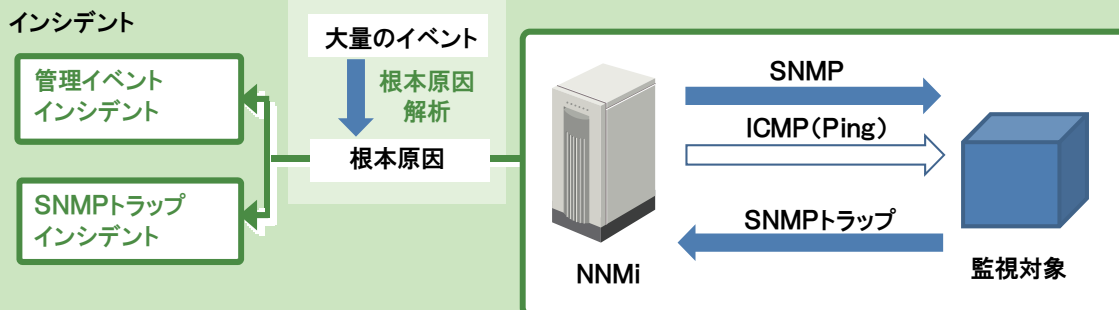 インシデント
管理イベント
インシデント
SNMPトラップ
インシデント
大量のイベント
根本原因
解析
根本原因
SNMP
ICMP(Ping)
SNMPトラップ
NNMi
監視対象